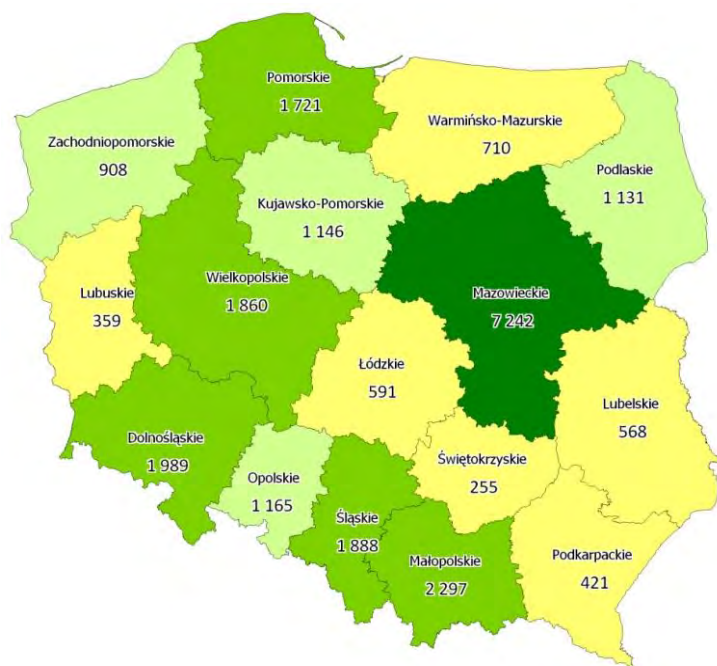 Pomorskie
1 721
Warmińsko-Mazurskie
710
Zachodniopomorskie
908
Podlaskie
1 131
Kujawsko-Pomorskie
1 146
Wielkopolskie
1 860
Mazowieckie
7 242
Lubuskie
359
Łódzkie
591
Lubelskie
568
Dolnośląskie
1 989
Świętokrzyskie
255
Opolskie
1 165
Śląskie
1 888
Małopolskie
2 297
Podkarpackie
421